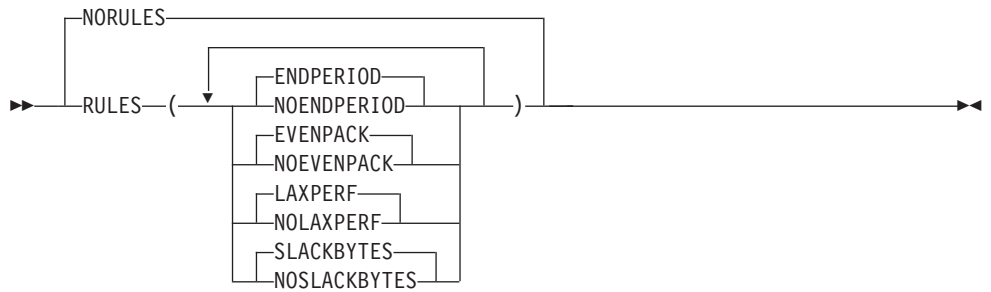 NORULES
ENDPERIOD
RULES ( NOENDPERIOD )
EVENPACK
NOEVENPACK
LAXPERF
NOLAXPERF
SLACKBYTES
NOSLACKBYTES